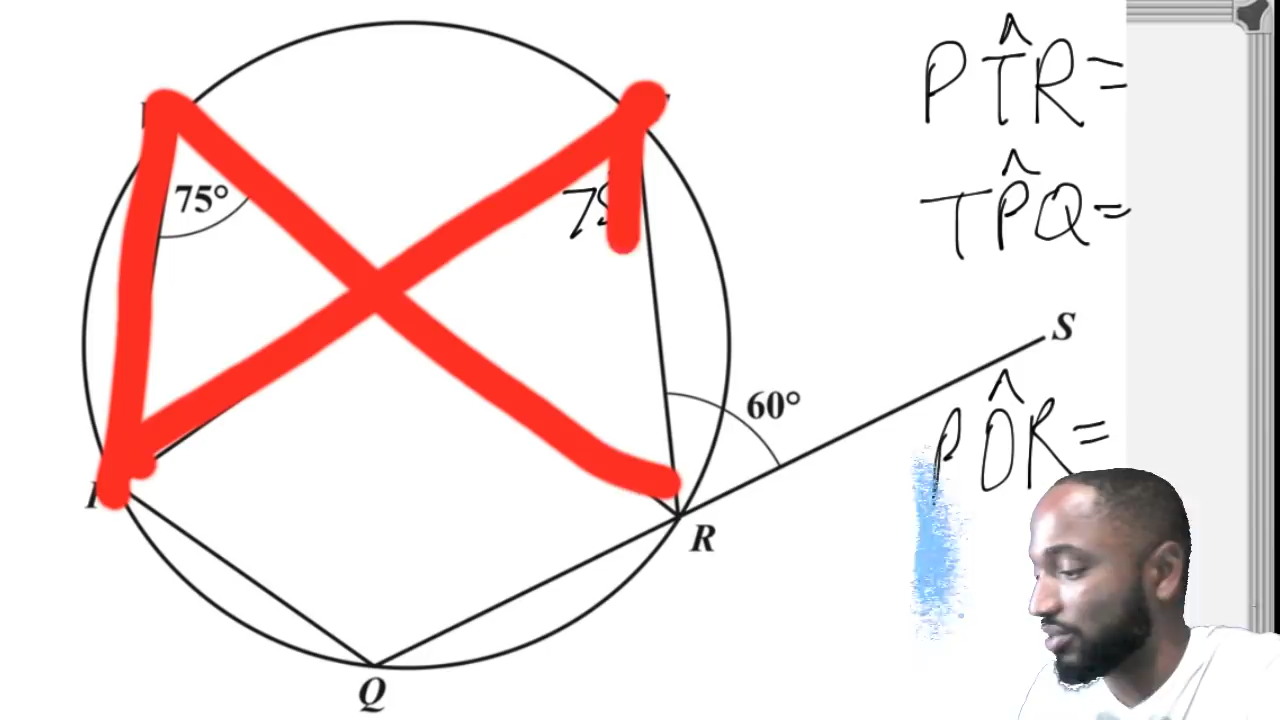 PT̂R=
75°
TP̂Q=
S
60°
PÔR=
R
Q